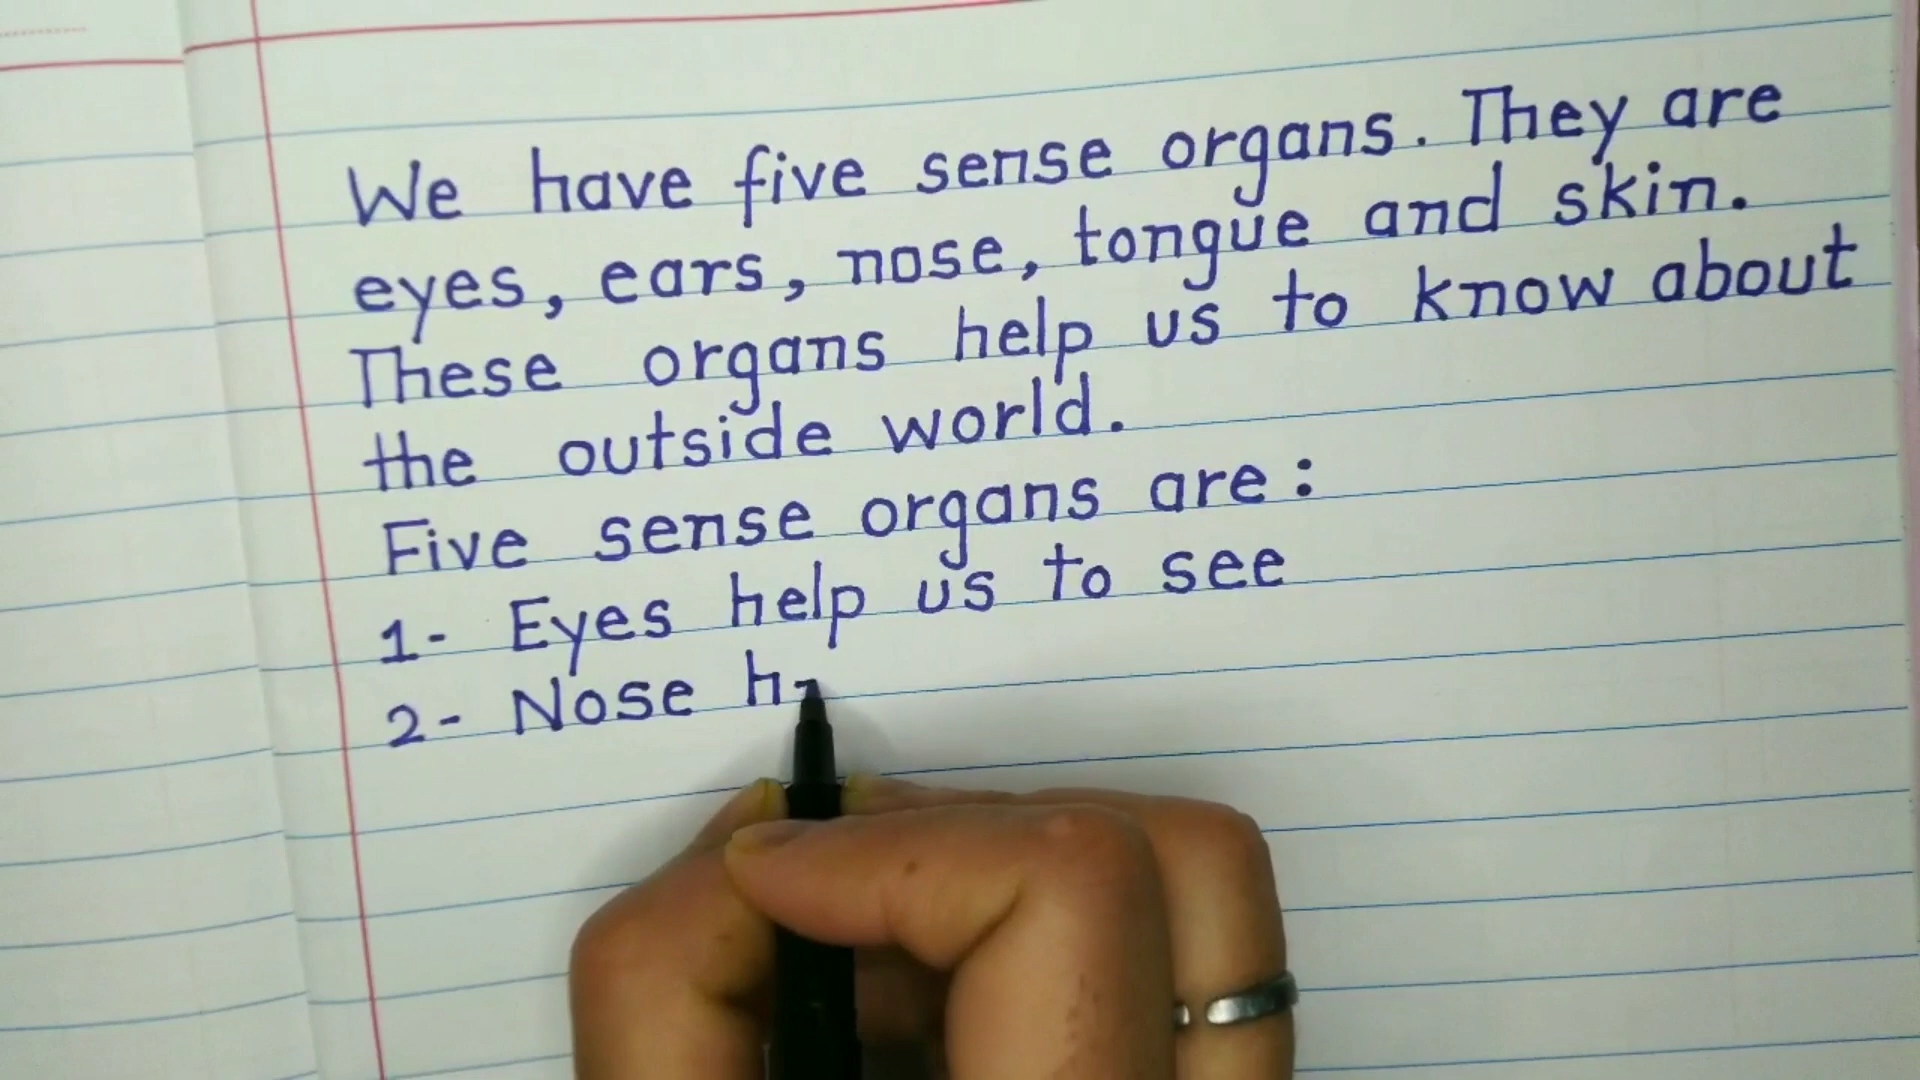 We have five sense organs. They are
eyes, ears, nose, tongue and skin.
These organs help us to know about
the outside world.
Five sense organs are:
1- Eyes help us to see
2- Nose h